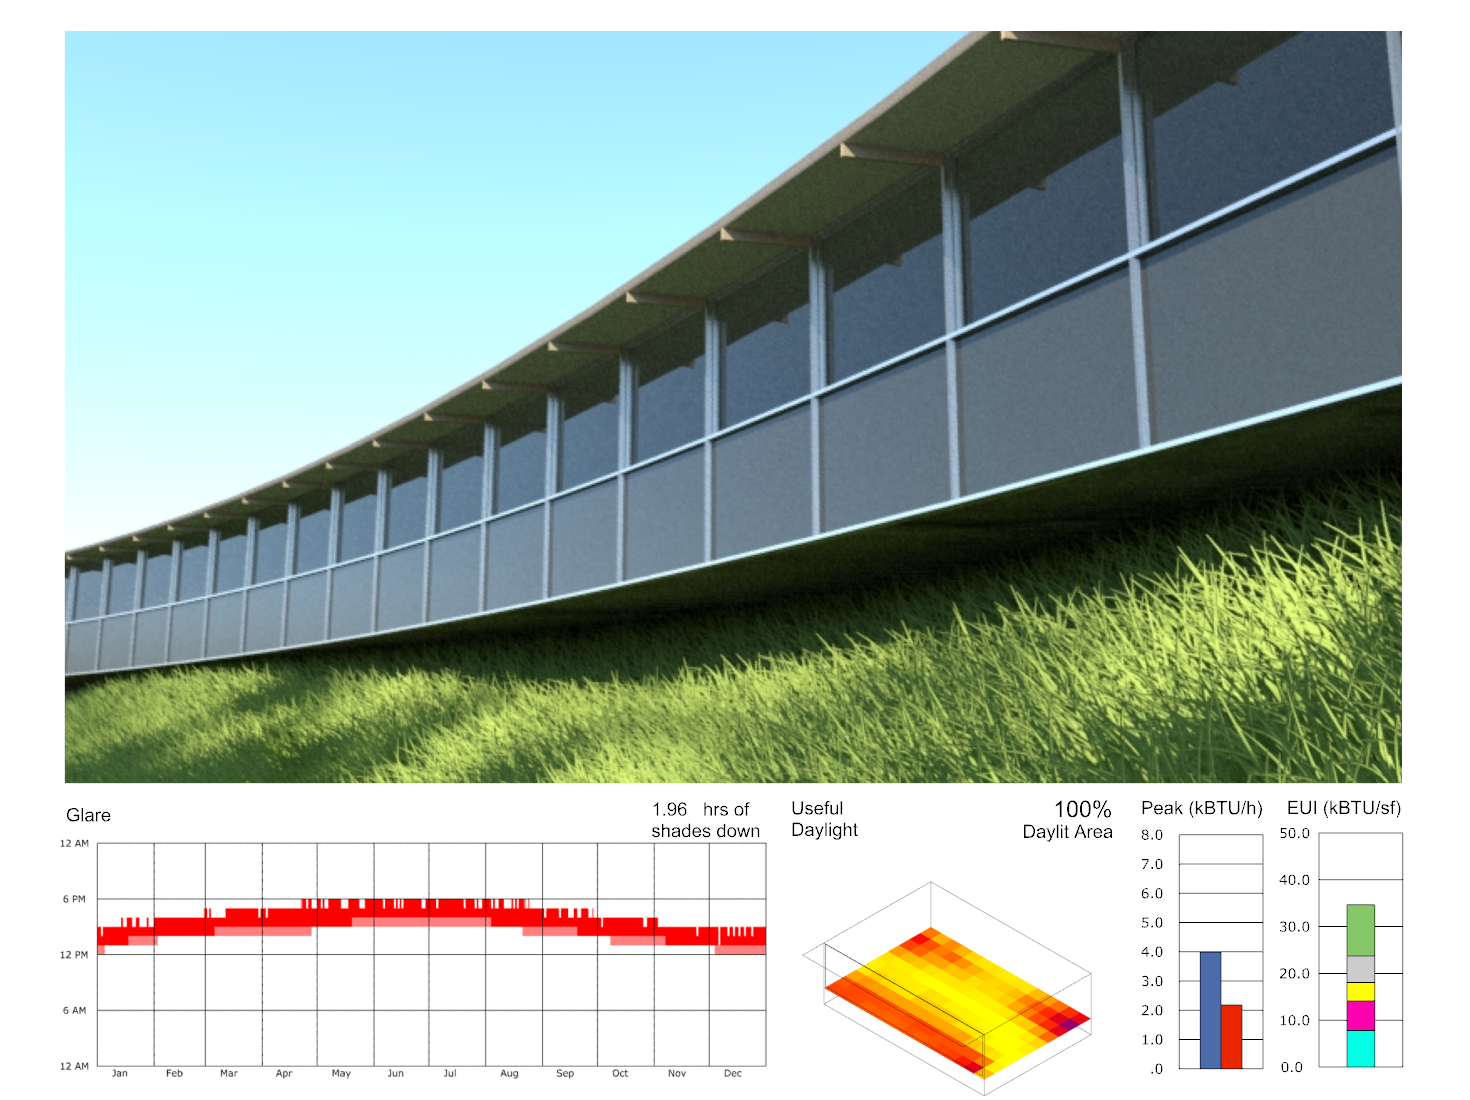 Glare
1.96 hrs of
shades down
12 AM
6 PM
12 PM
6 AM
12 AM
Jan Feb Mar Apr May Jun Jul Aug Sep Oct Nov Dec
Useful
Daylight
100%
Daylit Area
Peak (kBTU/h)
8.0
7.0
6.0
5.0
4.0
3.0
2.0
1.0
.0
EUI (kBTU/sf)
50.0
40.0
30.0
20.0
10.0
0.0